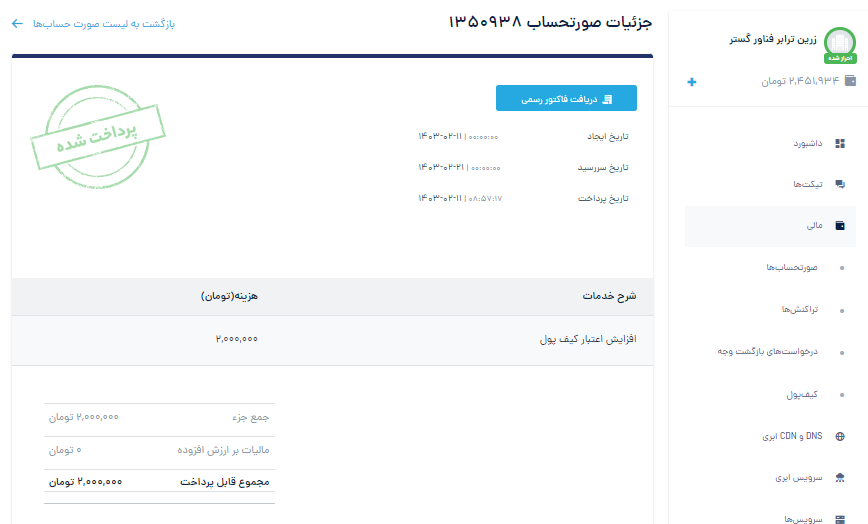 زرین ترابر فناور گستر
احراز شده
۲,۴۵۱,۹۳۴ تومان
داشبورد
تیکت‌ها
مالی
صورتحساب‌ها
تراکنش‌ها
درخواست‌های بازگشت وجه
کیف‌پول
DNS و CDN ابری
سرویس ابری
سرویس‌ها
جزئیات صورتحساب ۱۳۵۰۹۳۸
بازگشت به لیست صورت حساب‌ها
دریافت فاکتور رسمی
پرداخت شده
تاریخ ایجاد ۱۴۰۳-۰۲-۱۱ | ۰۰:۰۰:۰۰
تاریخ سررسید ۱۴۰۳-۰۲-۲۱ | ۰۰:۰۰:۰۰
تاریخ پرداخت ۱۴۰۳-۰۲-۱۱ | ۰۸:۵۷:۱۷
شرح خدمات هزینه(تومان)
افزایش اعتبار کیف پول ۲,۰۰۰,۰۰۰
جمع جزء ۲,۰۰۰,۰۰۰ تومان
مالیات بر ارزش افزوده ۰ تومان
مجموع قابل پرداخت ۲,۰۰۰,۰۰۰ تومان